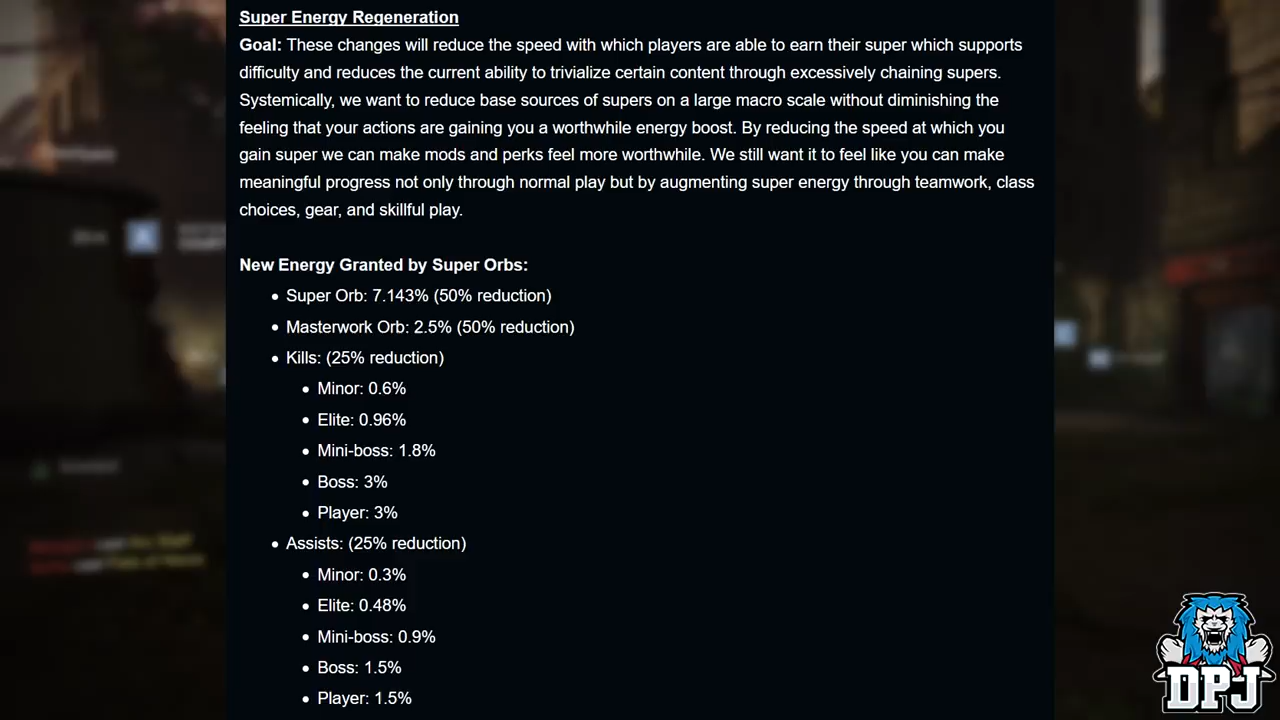 Super Energy Regeneration
Goal: These changes will reduce the speed with which players are able to earn their super which supports
difficulty and reduces the current ability to trivialize certain content through excessively chaining supers.
Systemically, we want to reduce base sources of supers on a large macro scale without diminishing the
feeling that your actions are gaining you a worthwhile energy boost. By reducing the speed at which you
gain super we can make mods and perks feel more worthwhile. We still want it to feel like you can make
meaningful progress not only through normal play but by augmenting super energy through teamwork, class
choices, gear, and skillful play.
New Energy Granted by Super Orbs:
• Super Orb: 7.143% (50% reduction)
• Masterwork Orb: 2.5% (50% reduction)
• Kills: (25% reduction)
• Minor: 0.6%
• Elite: 0.96%
• Mini-boss: 1.8%
• Boss: 3%
• Player: 3%
• Assists: (25% reduction)
• Minor: 0.3%
• Elite: 0.48%
• Mini-boss: 0.9%
• Boss: 1.5%
• Player: 1.5%
DPJ